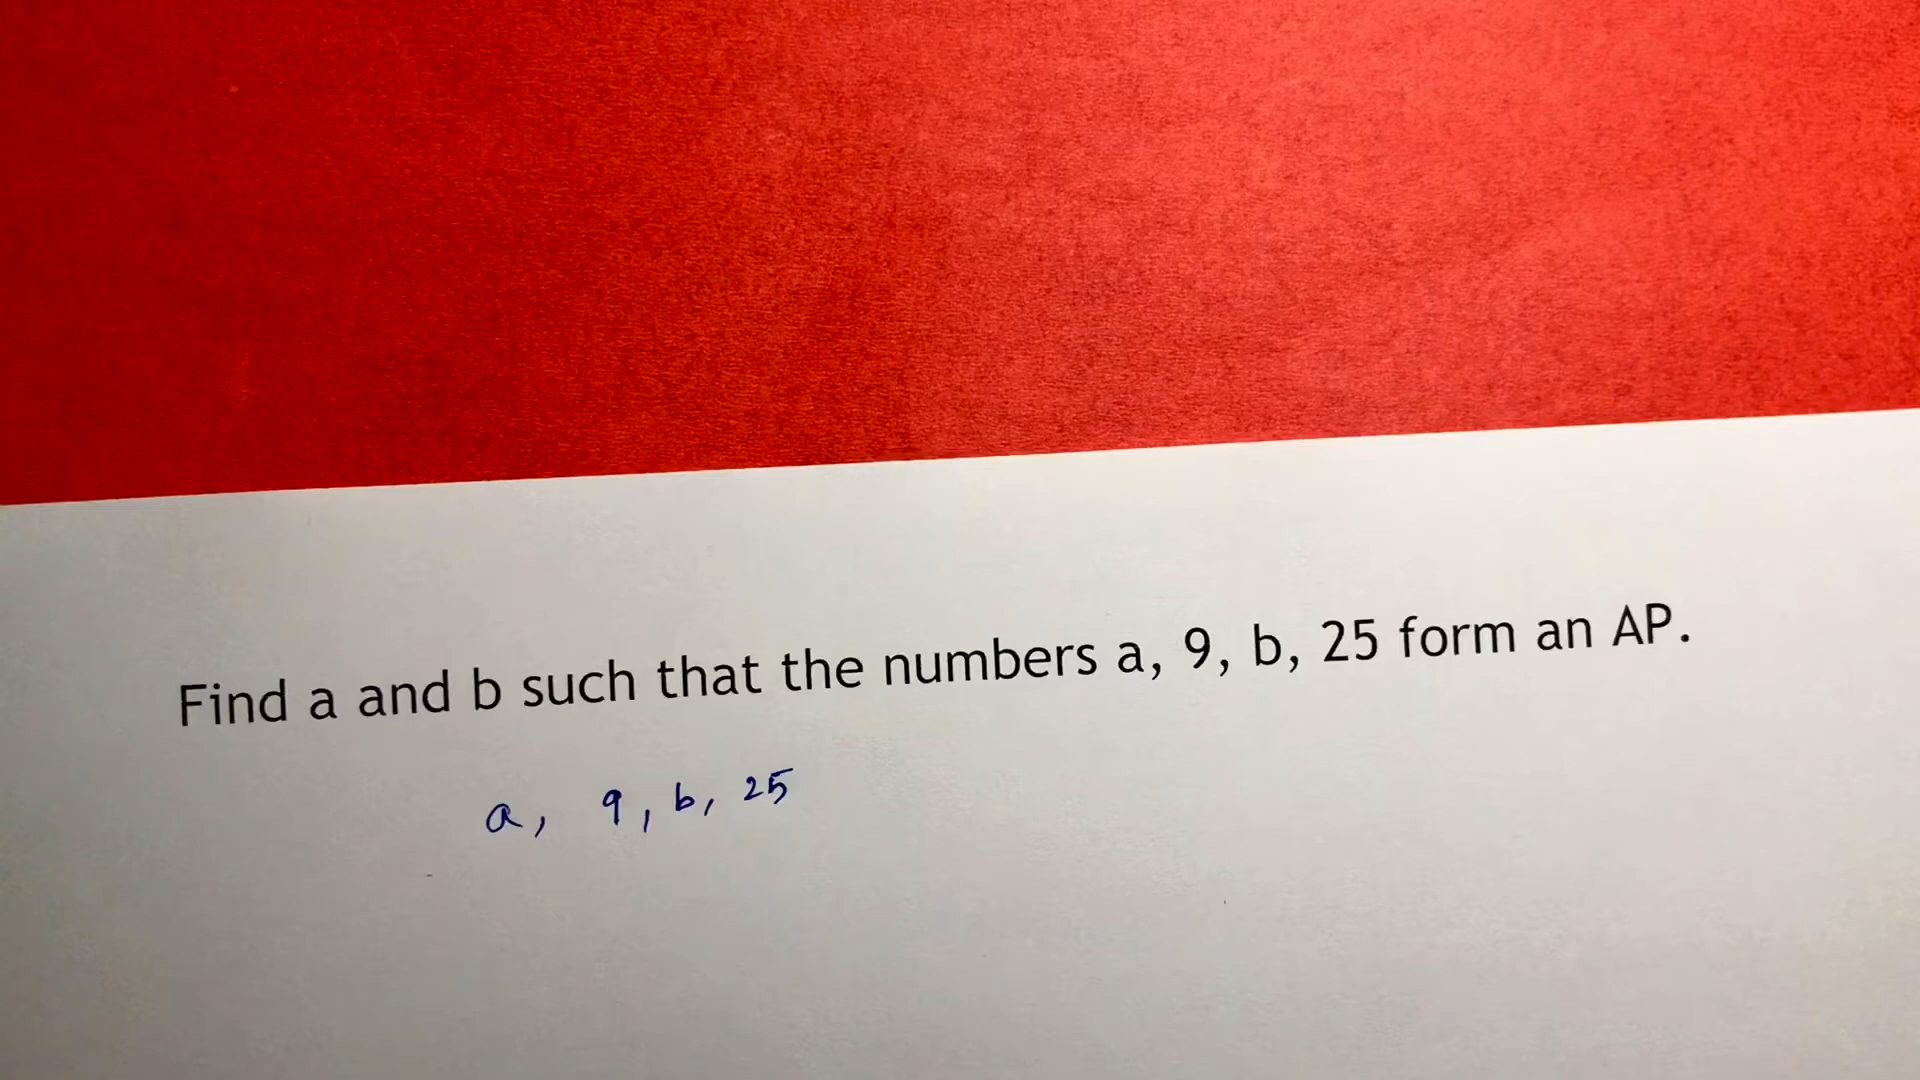 Find a and b such that the numbers a, 9, b, 25 form an AP.
a, 9, b, 25